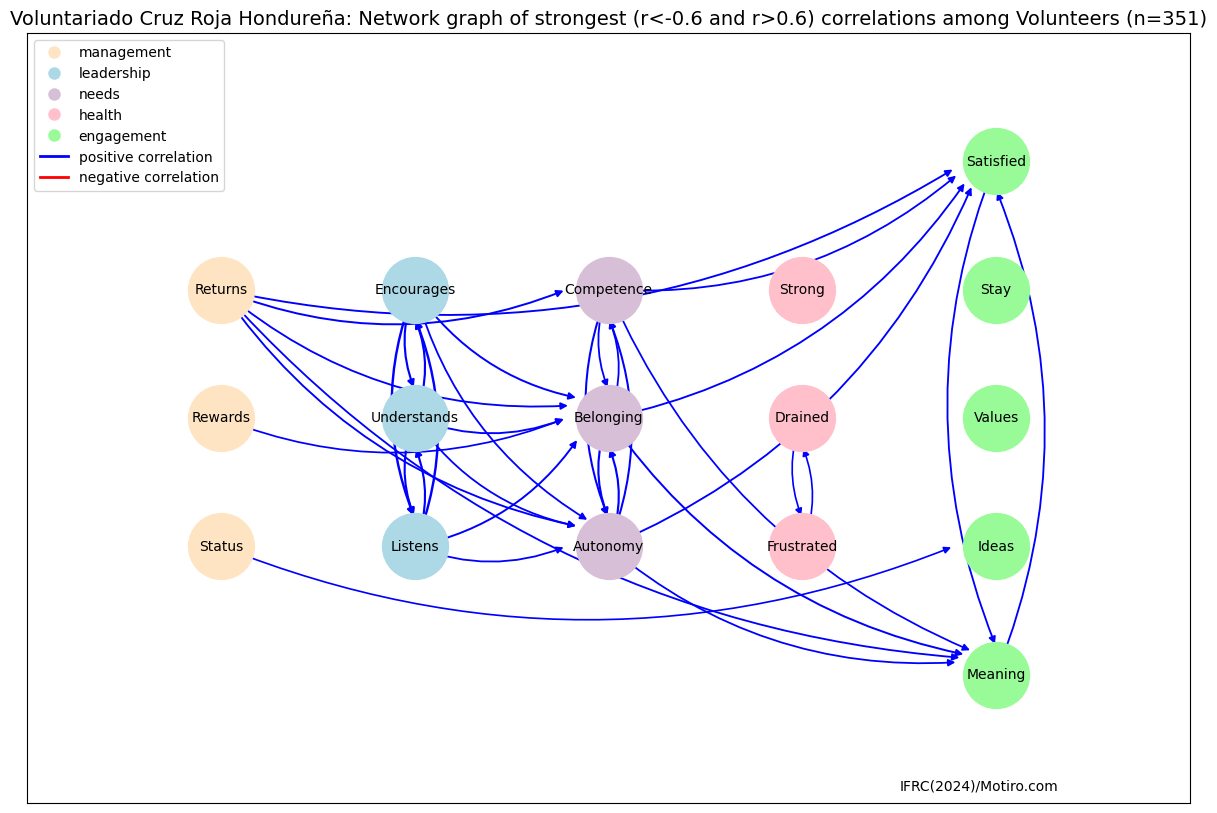 Voluntariado Cruz Roja Hondureña: Network graph of strongest (r<-0.6 and r>0.6) correlations among Volunteers (n=351)
management
leadership
needs
health
engagement
positive correlation
negative correlation
Satisfied
Returns
Encourages
Competence
Strong
Stay
Rewards
Understands
Belonging
Drained
Values
Status
Listens
Autonomy
Frustrated
Ideas
Meaning
IFRC(2024)/Motiro.com